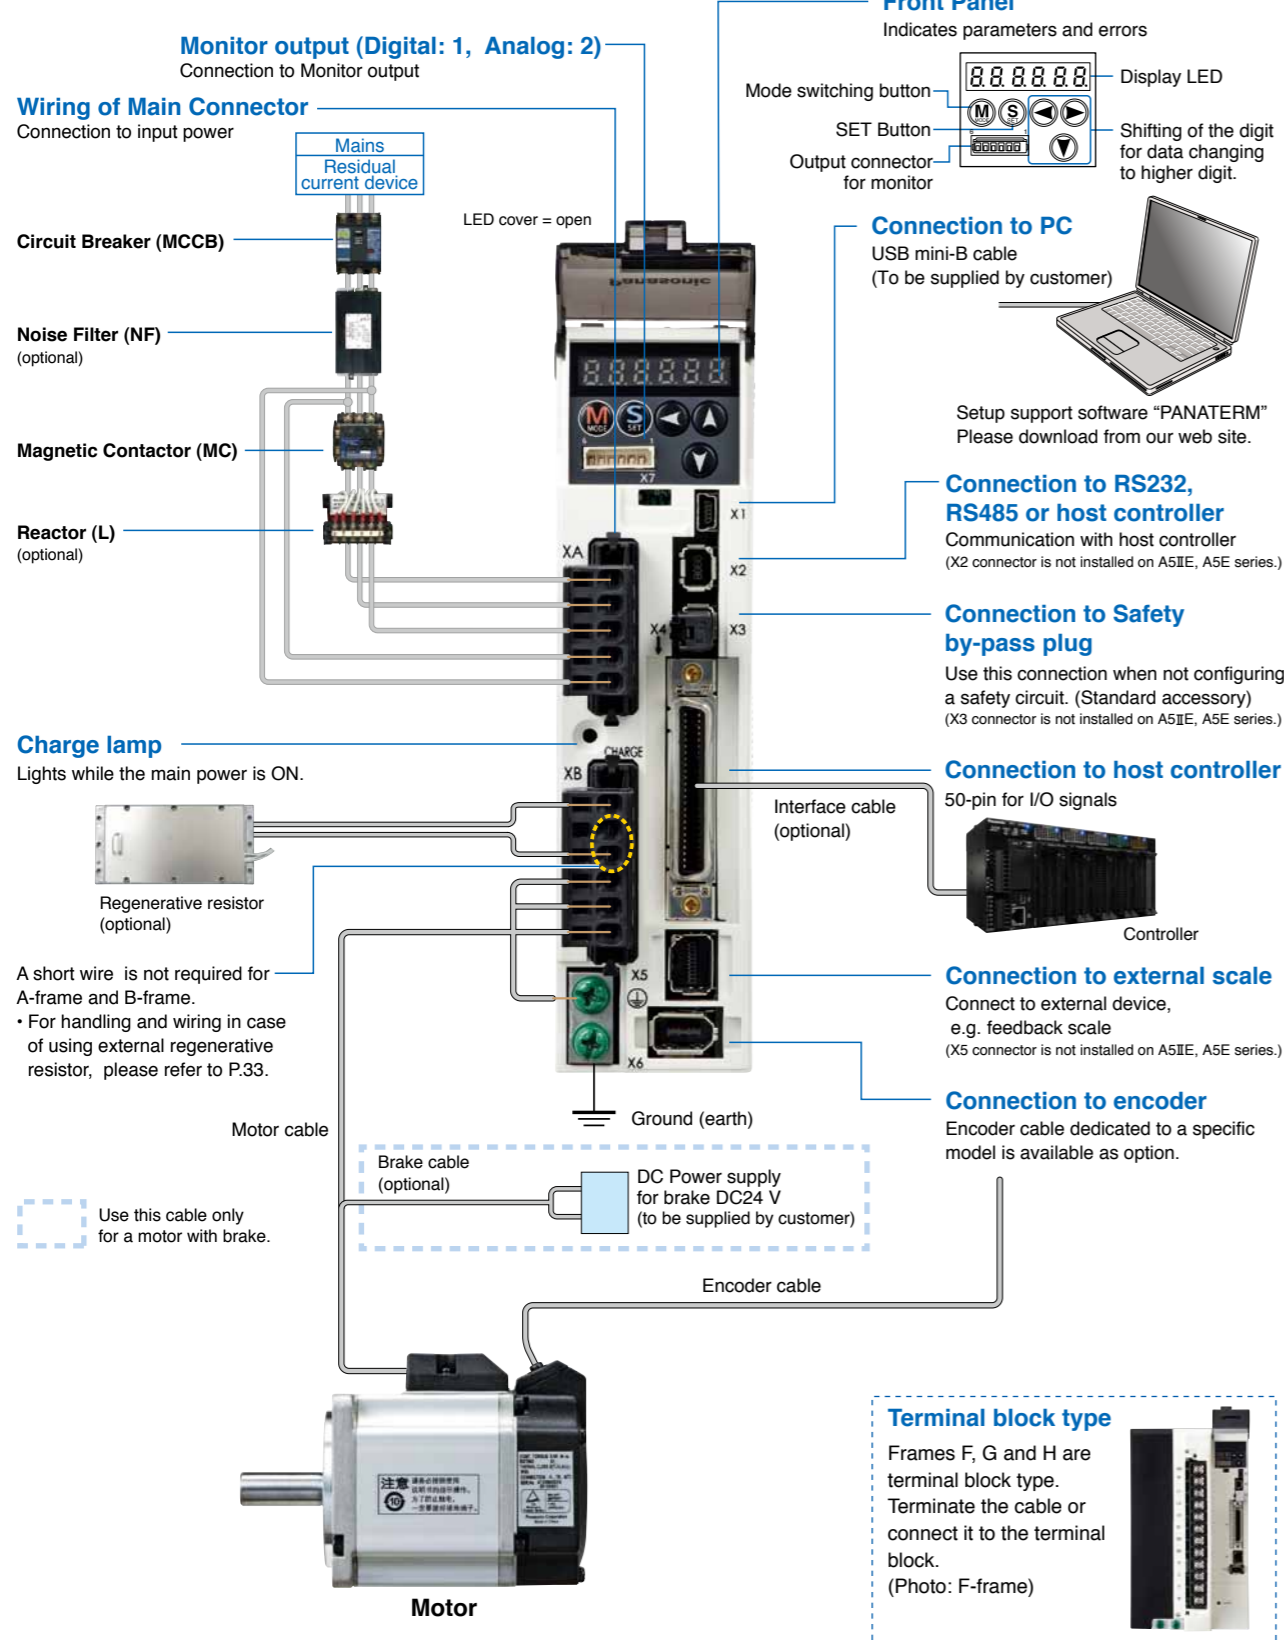 Front Panel
Indicates parameters and errors
Monitor output (Digital: 1, Analog: 2)
Connection to Monitor output
Display LED
Mode switching button
M
MODE
S
SET
SET Button
6
1
Shifting of the digit
for data changing
to higher digit.
Output connector
for monitor
Wiring of Main Connector
Connection to input power
Mains
Residual
current device
LED cover = open
Circuit Breaker (MCCB)
Noise Filter (NF)
(optional)
Magnetic Contactor (MC)
Reactor (L)
(optional)
Panasonic
M
MODE
S
SET
6
1
X7
X1
XA
X2
X4
X3
CHARGE
XB
X5
X6
Connection to PC
USB mini-B cable
(To be supplied by customer)
Setup support software “PANATERM”
Please download from our web site.
Connection to RS232,
RS485 or host controller
Communication with host controller
(X2 connector is not installed on A5ⅡE, A5E series.)
Connection to Safety
by-pass plug
Use this connection when not configuring
a safety circuit. (Standard accessory)
(X3 connector is not installed on A5ⅡE, A5E series.)
Charge lamp
Lights while the main power is ON.
Regenerative resistor
(optional)
Connection to host controller
50-pin for I/O signals
Interface cable
(optional)
Controller
A short wire is not required for
A-frame and B-frame.
• For handling and wiring in case
of using external regenerative
resistor, please refer to P.33.
Connection to external scale
Connect to external device,
e.g. feedback scale
(X5 connector is not installed on A5ⅡE, A5E series.)
Connection to encoder
Encoder cable dedicated to a specific
model is available as option.
Ground (earth)
Motor cable
Brake cable
(optional)
DC Power supply
for brake DC24 V
(to be supplied by customer)
Use this cable only
for a motor with brake.
Encoder cable
注意
Motor
Terminal block type
Frames F, G and H are
terminal block type.
Terminate the cable or
connect it to the terminal
block.
(Photo: F-frame)